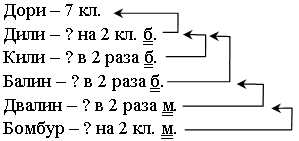 Дори – 7 кл.
Дили – ? на 2 кл. б.
Кили – ? в 2 раза б.
Балин – ? в 2 раза б.
Двалин – ? в 2 раза м.
Бомбур – ? на 2 кл. м.